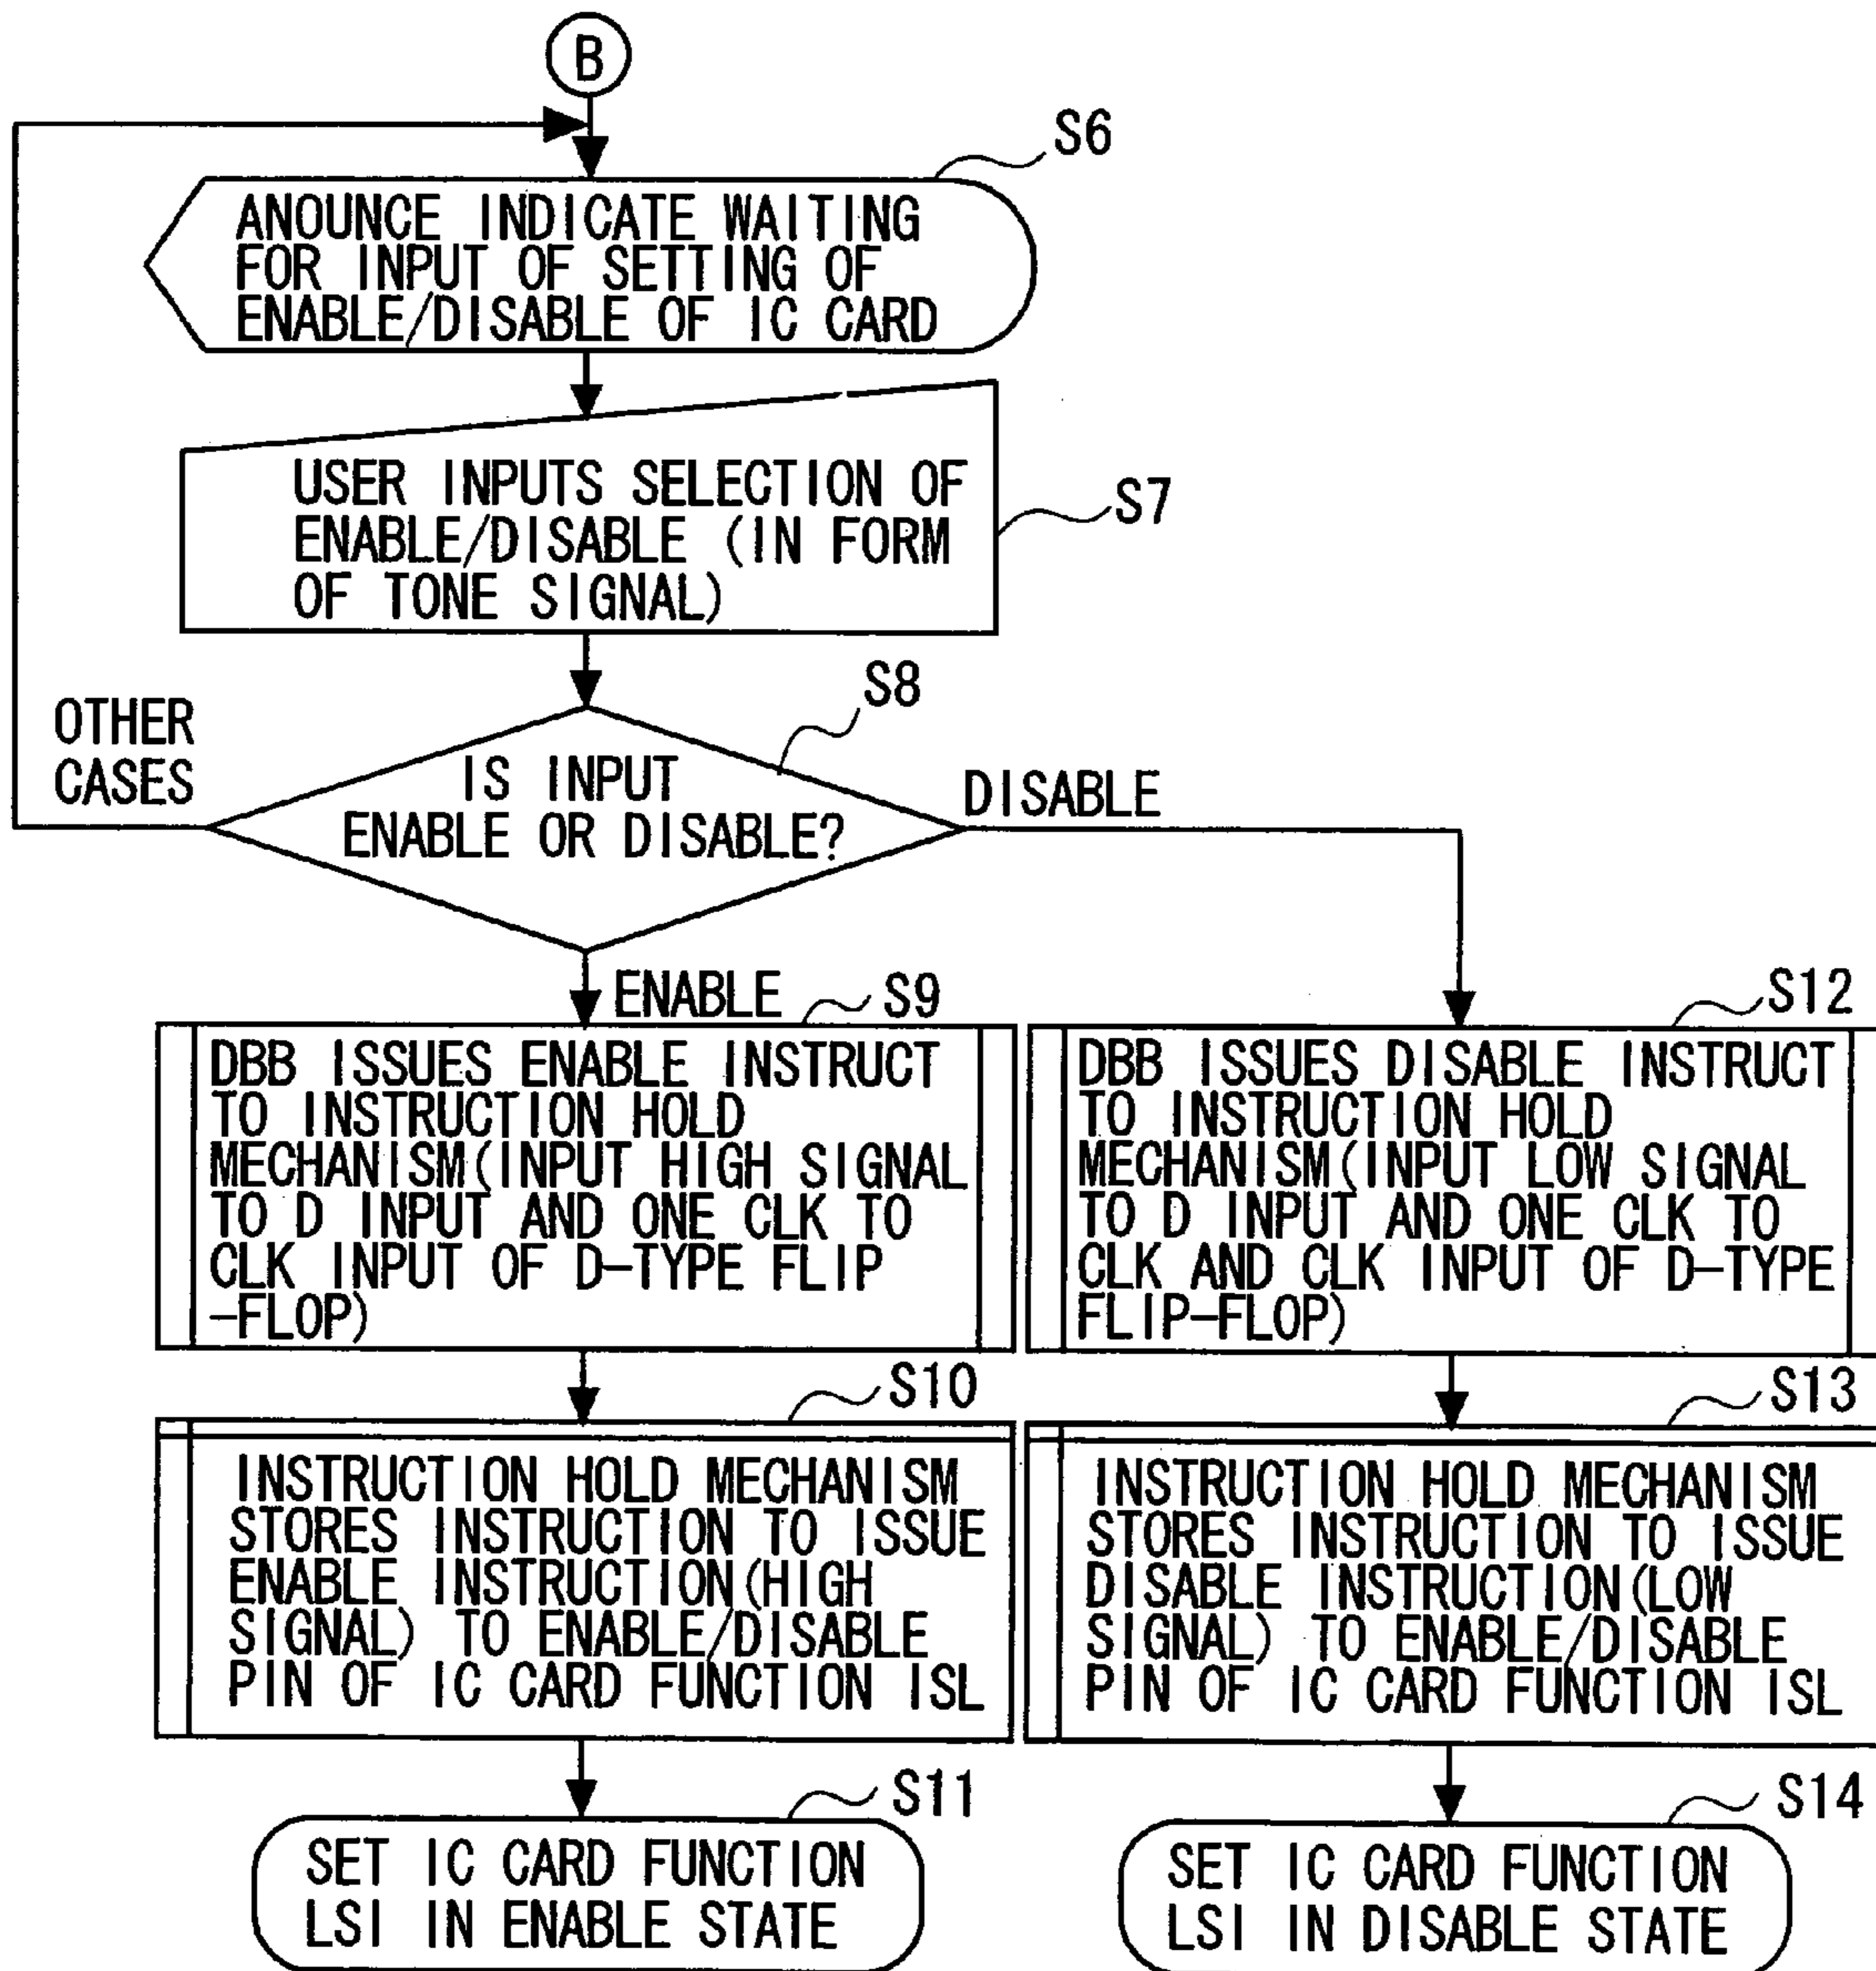 B
S6
ANOUNCE INDICATE WAITING
FOR INPUT OF SETTING OF
ENABLE/DISABLE OF IC CARD
USER INPUTS SELECTION OF
ENABLE/DISABLE (IN FORM
OF TONE SIGNAL)
S7
S8
OTHER
CASES
IS INPUT
ENABLE OR DISABLE?
DISABLE
ENABLE
S9
DBB ISSUES ENABLE INSTRUCT
TO INSTRUCTION HOLD
MECHANISM(INPUT HIGH SIGNAL
TO D INPUT AND ONE CLK TO
CLK INPUT OF D-TYPE FLIP
-FLOP)
S12
DBB ISSUES DISABLE INSTRUCT
TO INSTRUCTION HOLD
MECHANISM(INPUT LOW SIGNAL
TO D INPUT AND ONE CLK TO
CLK AND CLK INPUT OF D-TYPE
FLIP-FLOP)
S10
INSTRUCTION HOLD MECHANISM
STORES INSTRUCTION TO ISSUE
ENABLE INSTRUCTION(HIGH
SIGNAL) TO ENABLE/DISABLE
PIN OF IC CARD FUNCTION ISL
S13
INSTRUCTION HOLD MECHANISM
STORES INSTRUCTION TO ISSUE
DISABLE INSTRUCTION(LOW
SIGNAL) TO ENABLE/DISABLE
PIN OF IC CARD FUNCTION ISL
S11
SET IC CARD FUNCTION
LSI IN ENABLE STATE
S14
SET IC CARD FUNCTION
LSI IN DISABLE STATE